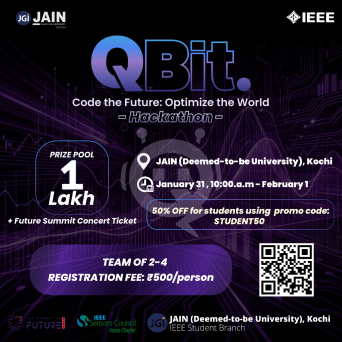 JGI JAIN
IEEE
QBit.
Code the Future: Optimize the World
- Hackathon -
PRIZE POOL
1
Lakh
+ Future Summit Concert Ticket
JAIN (Deemed-to-be University), Kochi
January 31 , 10:00.a.m - February 1
50% OFF for students using promo code:
STUDENT50
TEAM OF 2-4
REGISTRATION FEE: ₹500/person
FUTURE
IEEE
Sensors Council
Kerala Chapter
JGI
JAIN (Deemed-to-be University), Kochi
IEEE Student Branch